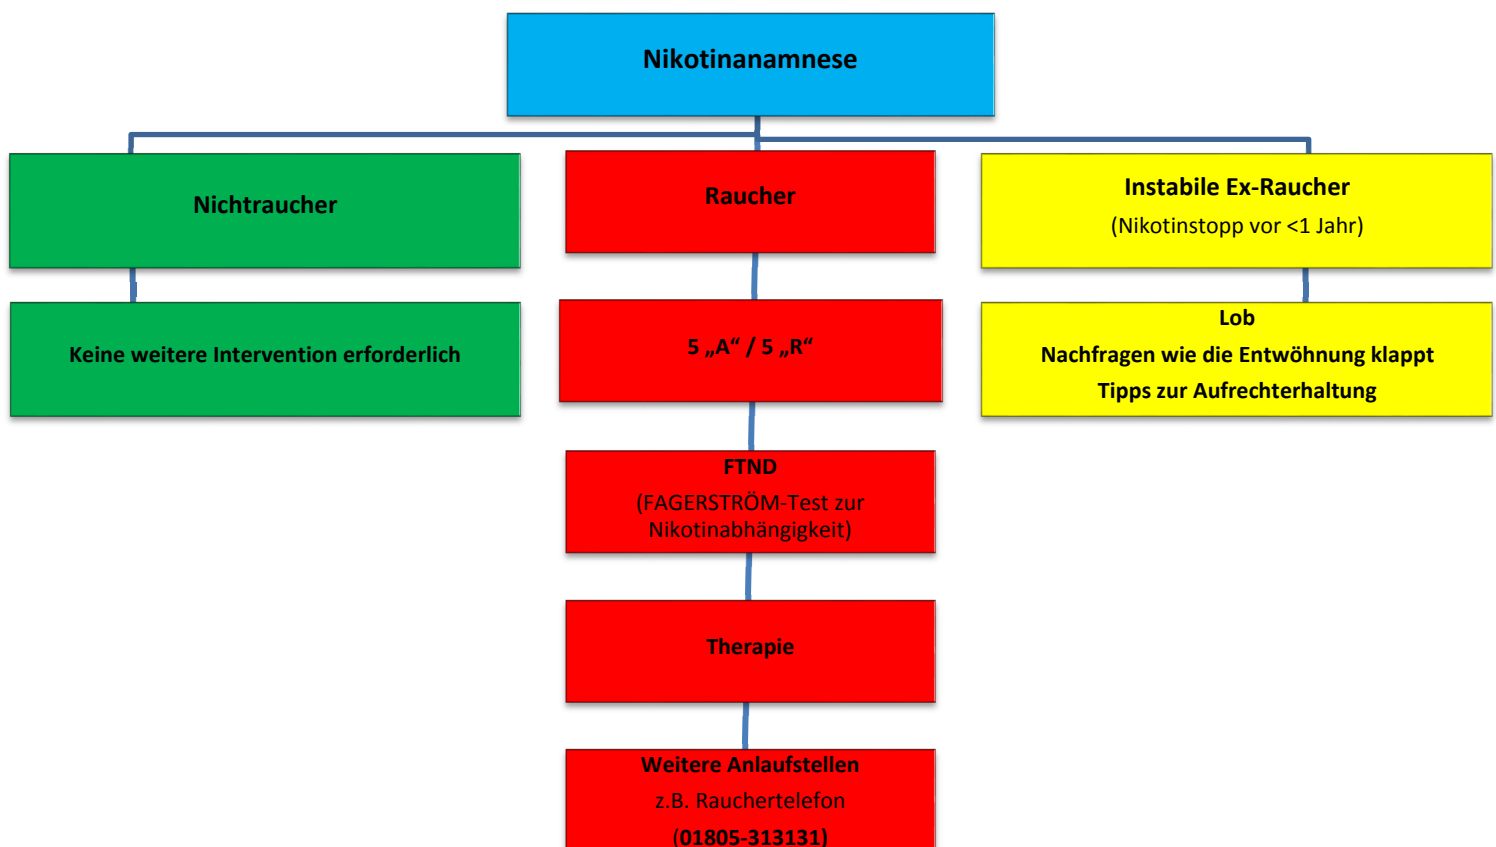 Nikotinanamnese
Nichtraucher
Raucher
Instabile Ex-Raucher
(Nikotinstopp vor <1 Jahr)
Keine weitere Intervention erforderlich
5 „A“ / 5 „R“
Lob
Nachfragen wie die Entwöhnung klappt
Tipps zur Aufrechterhaltung
FTND
(FAGERSTRÖM-Test zur
Nikotinabhängigkeit)
Therapie
Weitere Anlaufstellen
z.B. Rauchertelefon
(01805-313131)